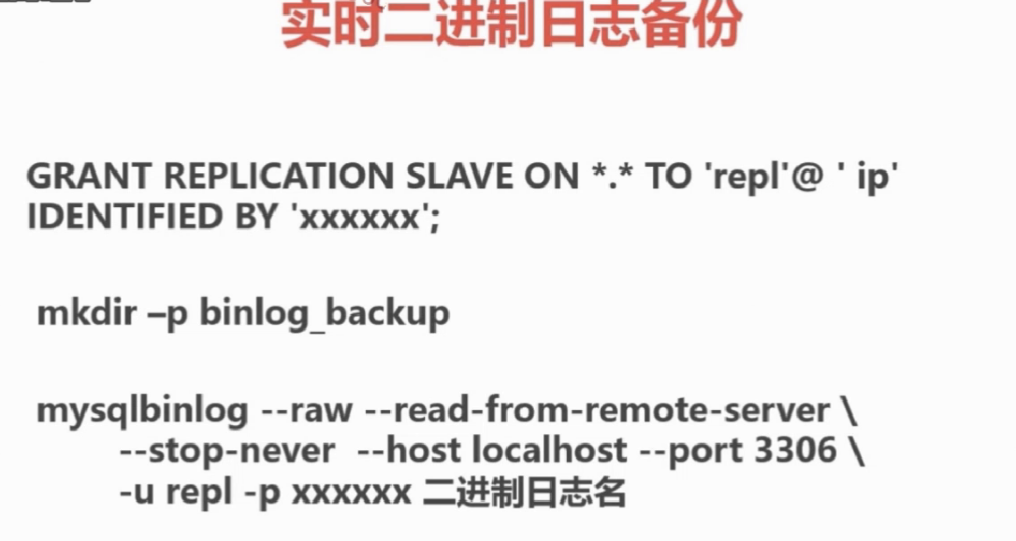 实时二进制日志备份
GRANT REPLICATION SLAVE ON *.* TO 'repl'@ ' ip'
IDENTIFIED BY 'xxxxxx';
mkdir –p binlog_backup
mysqlbinlog --raw --read-from-remote-server \
--stop-never --host localhost --port 3306 \
-u repl -p xxxxxx 二进制日志名